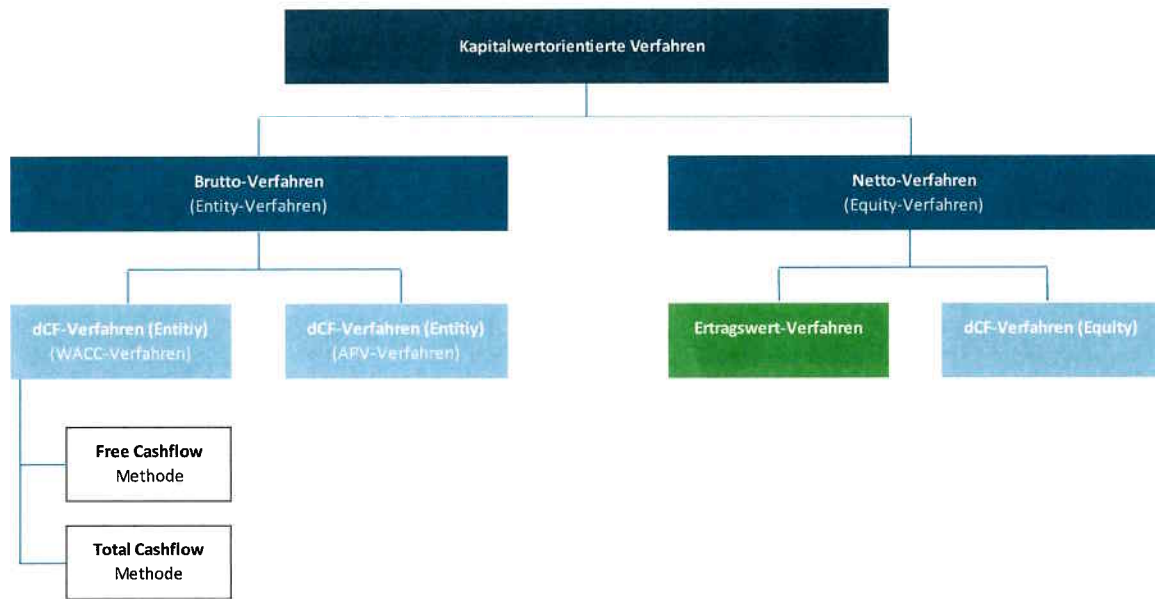 Kapitalwertorientierte Verfahren
Brutto-Verfahren
(Entity-Verfahren)
Netto-Verfahren
(Equity-Verfahren)
dCF-Verfahren (Entitiy)
(WACC-Verfahren)
dCF-Verfahren (Entitiy)
(APV-Verfahren)
Ertragswert-Verfahren
dCF-Verfahren (Equity)
Free Cashflow
Methode
Total Cashflow
Methode